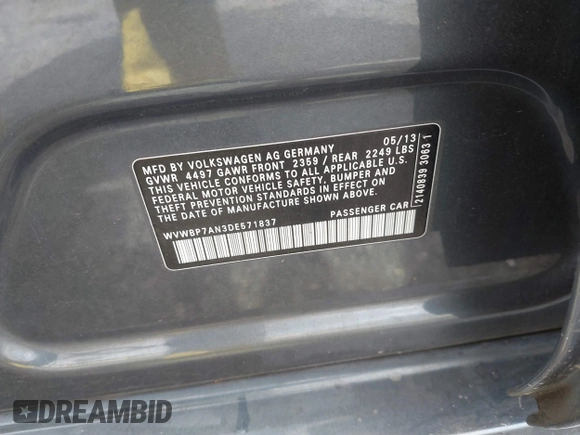 MFD BY VOLKSWAGEN AG GERMANY 05/13
GVWR 4497 GAWR FRONT 2359 / REAR 2249 LBS
THIS VEHICLE CONFORMS TO ALL APPLICABLE U.S.
FEDERAL MOTOR VEHICLE SAFETY, BUMPER AND
THEFT PREVENTION STANDARDS IN EFFECT ON
THE DATE OF MANUFACTURE SHOWN ABOVE.
WVWBP7AN3DE571837 PASSENGER CAR
2140839 3063 1
DREAMBID